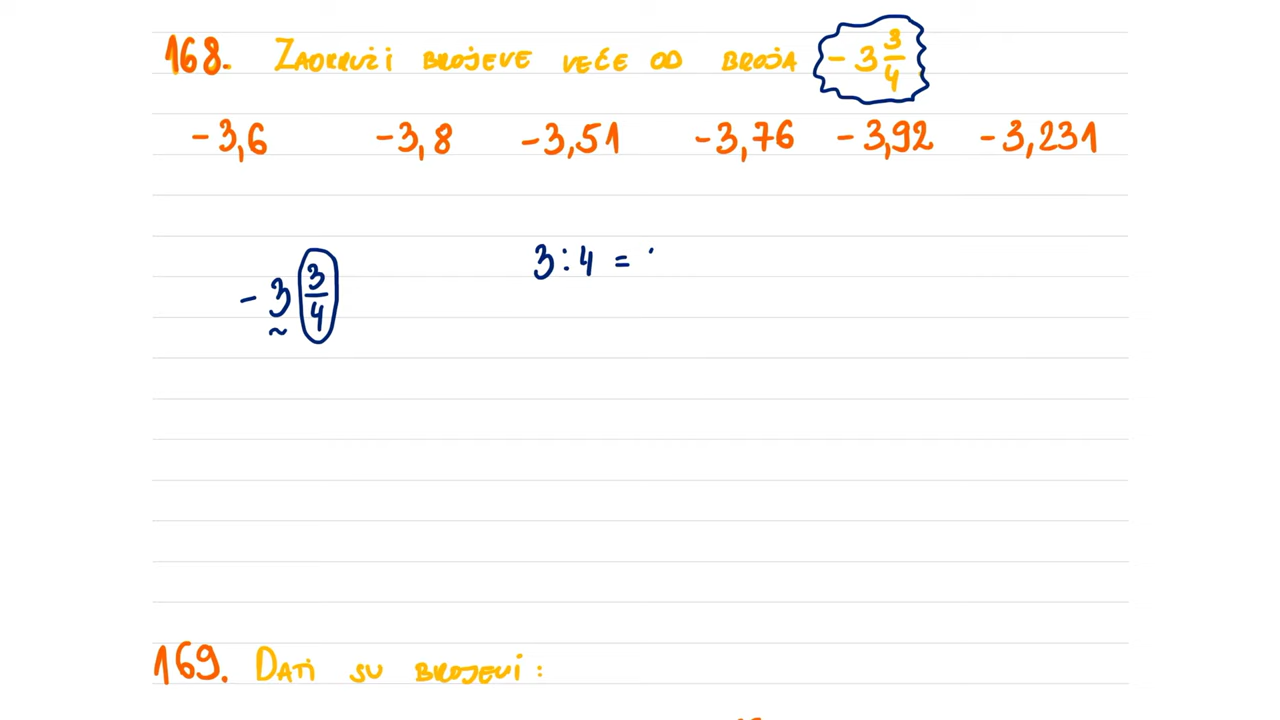 168. ZAOKRUŽI BROJEVE VEĆE OD BROJA - 3 3/4
-3,6 -3,8 -3,51 -3,76 -3,92 -3,231
- 3 3/4 3:4 =
169. DATI SU BROJEVI: